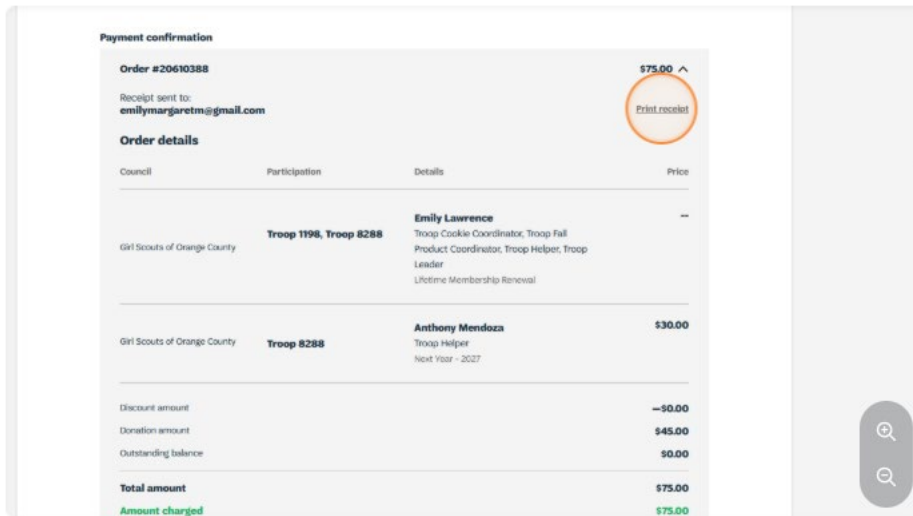 Payment confirmation
Order #20610388
$75.00
Receipt sent to:
emilymargaretm@gmail.com
Print receipt
Order details
Council Participation Details Price
Girl Scouts of Orange County
Troop 1198, Troop 8288
Emily Lawrence
Troop Cookie Coordinator, Troop Fall
Product Coordinator, Troop Helper, Troop
Leader
Lifetime Membership Renewal
--
Girl Scouts of Orange County
Troop 8288
Anthony Mendoza
Troop Helper
Next Year - 2027
$30.00
Discount amount –$0.00
Donation amount $45.00
Outstanding balance $0.00
Total amount $75.00
Amount charged $75.00